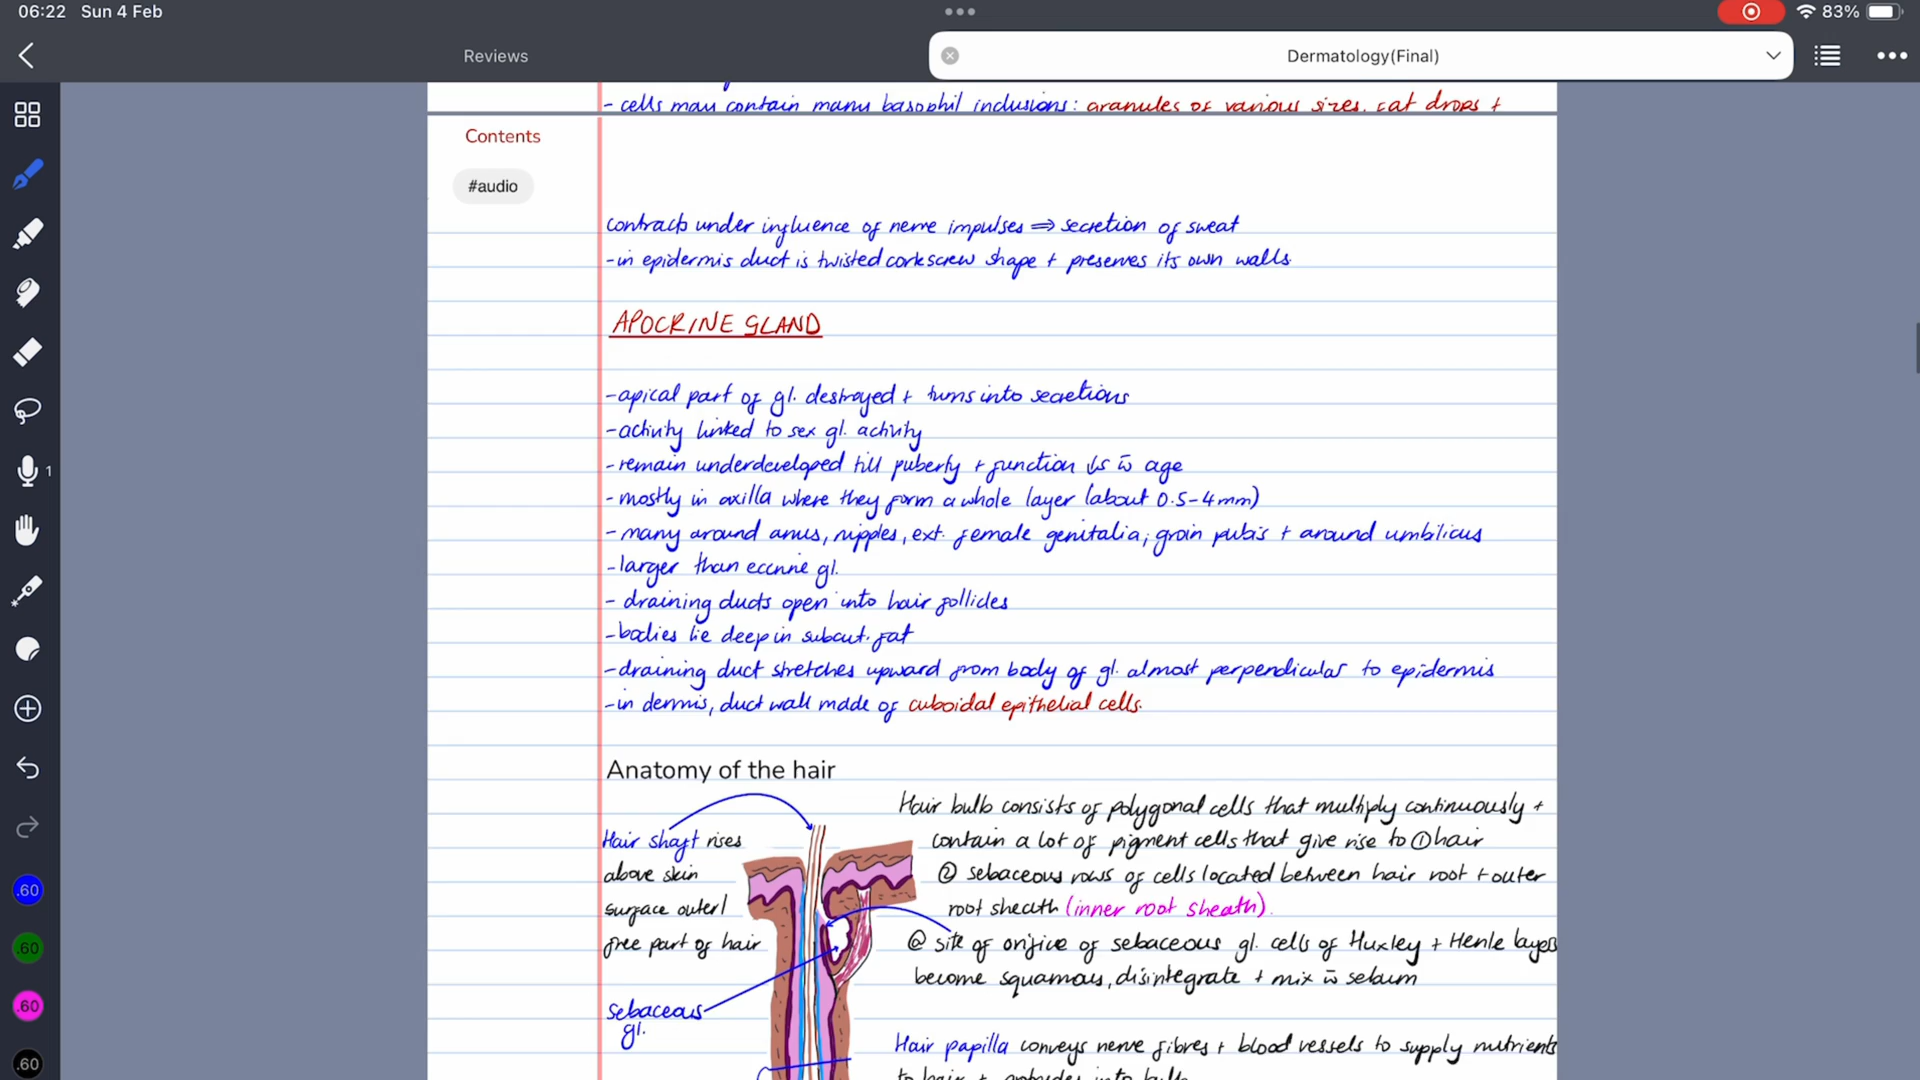 06:22 Sun 4 Feb
83%
Reviews
Dermatology(Final)
- cells may contain many basophil inclusions: granules of various sizes, fat drops +
Contents
#audio
contracts under influence of nerve impulses ⇒ secretion of sweat
-in epidermis duct is twisted corkscrew shape + preserves its own walls
APOCRINE GLAND
-apical part of gl. destroyed + turns into secretions
-activity linked to sex gl. activity
-remain underdeveloped till puberty + function ↓s w̄ age
-mostly in axilla where they form a whole layer (about 0.5-4mm)
-many around anus, nipples, ext. female genitalia, groin pubis + around umbilicus
-larger than eccrine gl.
- draining ducts open into hair follicles
-bodies lie deep in subcut. fat
-draining duct stretches upward from body of gl. almost perpendicular to epidermis
-in dermis, duct wall made of cuboidal epithelial cells.
Anatomy of the hair
Hair shaft rises
above skin
surface outer/
free part of hair
sebaceous
gl.
Hair bulb consists of polygonal cells that multiply continuously +
contain a lot of pigment cells that give rise to ① hair
② sebaceous rows of cells located between hair root + outer
root sheath (inner root sheath).
@ site of orifice of sebaceous gl. cells of Huxley + Henle layers
become squamous, disintegrate + mix w̄ sebum
Hair papilla conveys nerve fibres + blood vessels to supply nutrients
to hair +
1
.60
.60
.60
.60